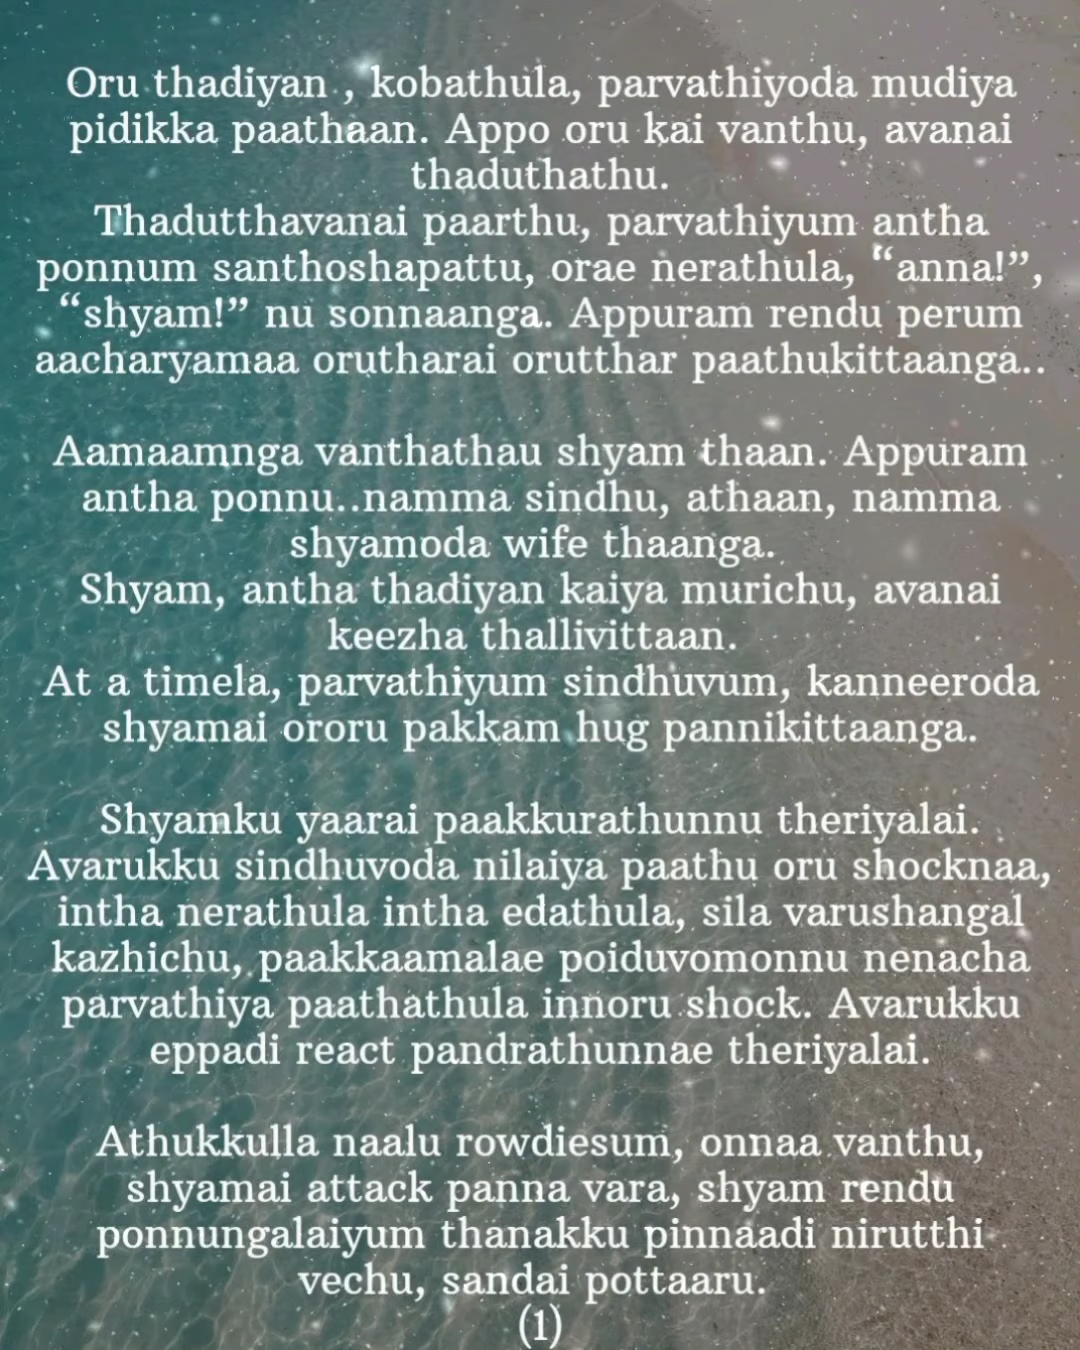 Oru thadiyan , kobathula, parvathiyoda mudiya
pidikka paathaan. Appo oru kai vanthu, avanai
thaduthathu.
Thadutthavanai paarthu, parvathiyum antha
ponnum santhoshapattu, orae nerathula, “anna!”,
“shyam!” nu sonnaanga. Appuram rendu perum
aacharyamaa orutharai orutthar paathukittaanga..
Aamaamnga vanthathau shyam thaan. Appuram
antha ponnu..namma sindhu, athaan, namma
shyamoda wife thaanga.
Shyam, antha thadiyan kaiya murichu, avanai
keezha thallivittaan.
At a timela, parvathiyum sindhuvum, kanneeroda
shyamai ororu pakkam hug pannikittaanga.
Shyamku yaarai paakkurathunnu theriyalai.
Avarukku sindhuvoda nilaiya paathu oru shocknaa,
intha nerathula intha edathula, sila varushangal
kazhichu, paakkaamalae poiduvomonnu nenacha
parvathiya paathathula innoru shock. Avarukku
eppadi react pandrathunnae theriyalai.
Athukkulla naalu rowdiesum, onnaa vanthu,
shyamai attack panna vara, shyam rendu
ponnungalaiyum thanakku pinnaadi nirutthi
vechu, sandai pottaaru.
(1)